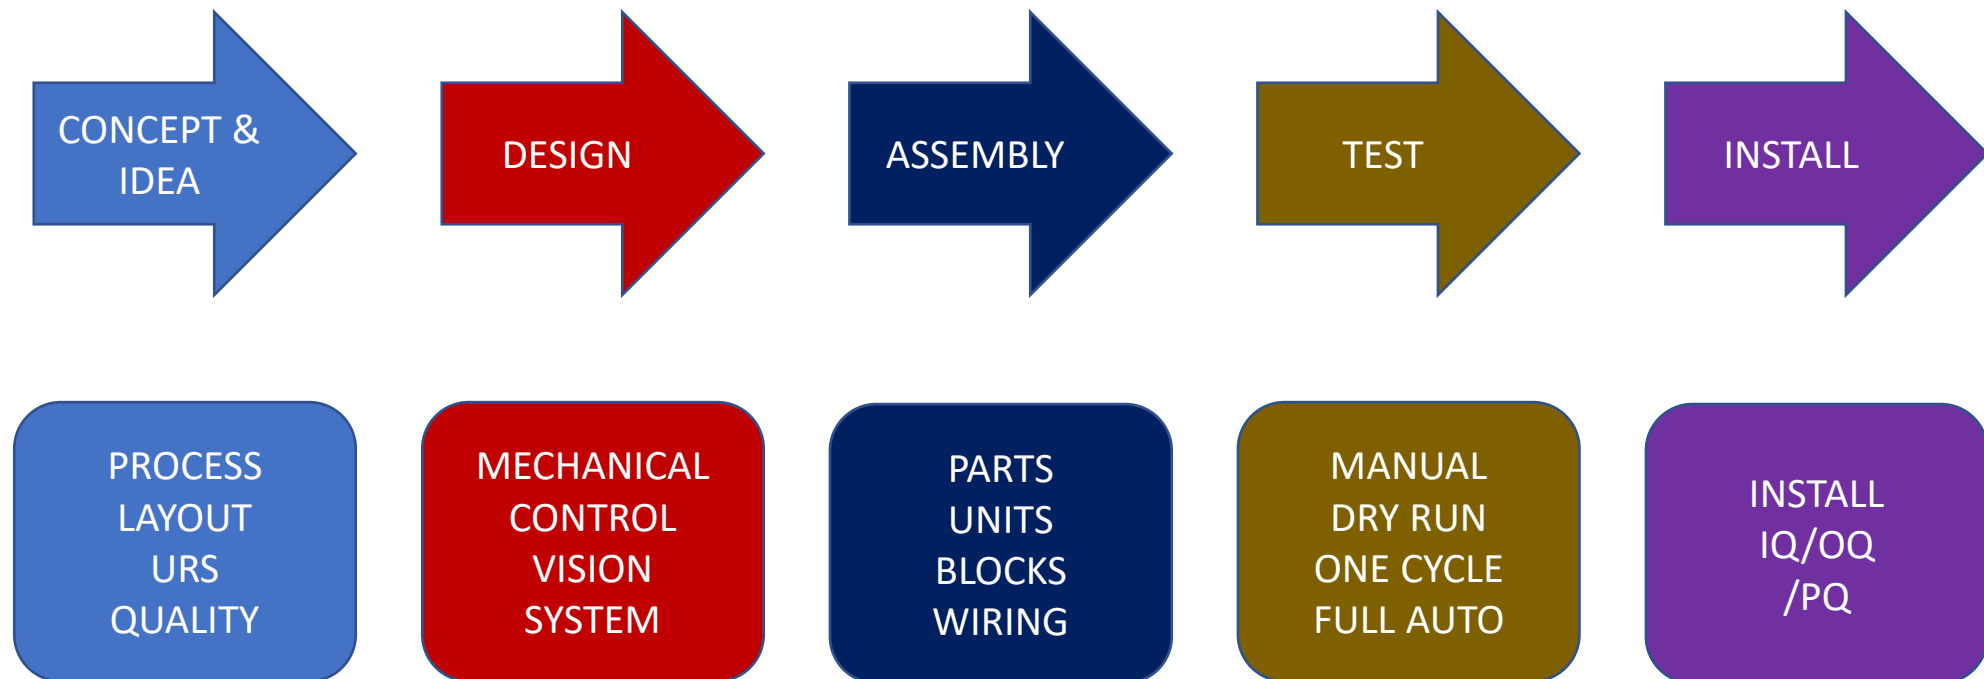 CONCEPT &
IDEA
DESIGN
ASSEMBLY
TEST
INSTALL
PROCESS
LAYOUT
URS
QUALITY
MECHANICAL
CONTROL
VISION
SYSTEM
PARTS
UNITS
BLOCKS
WIRING
MANUAL
DRY RUN
ONE CYCLE
FULL AUTO
INSTALL
IQ/OQ
/PQ